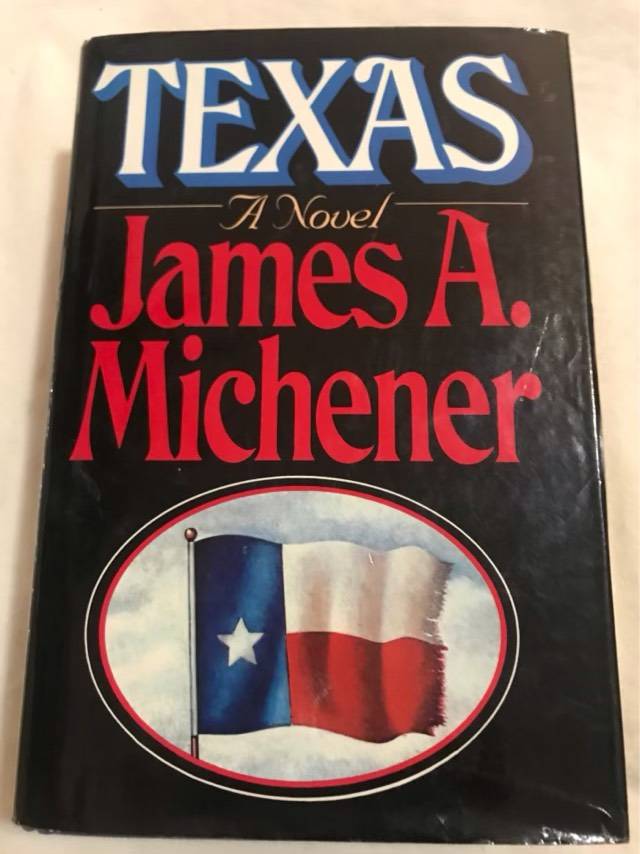 TEXAS
A Novel
James A.
Michener